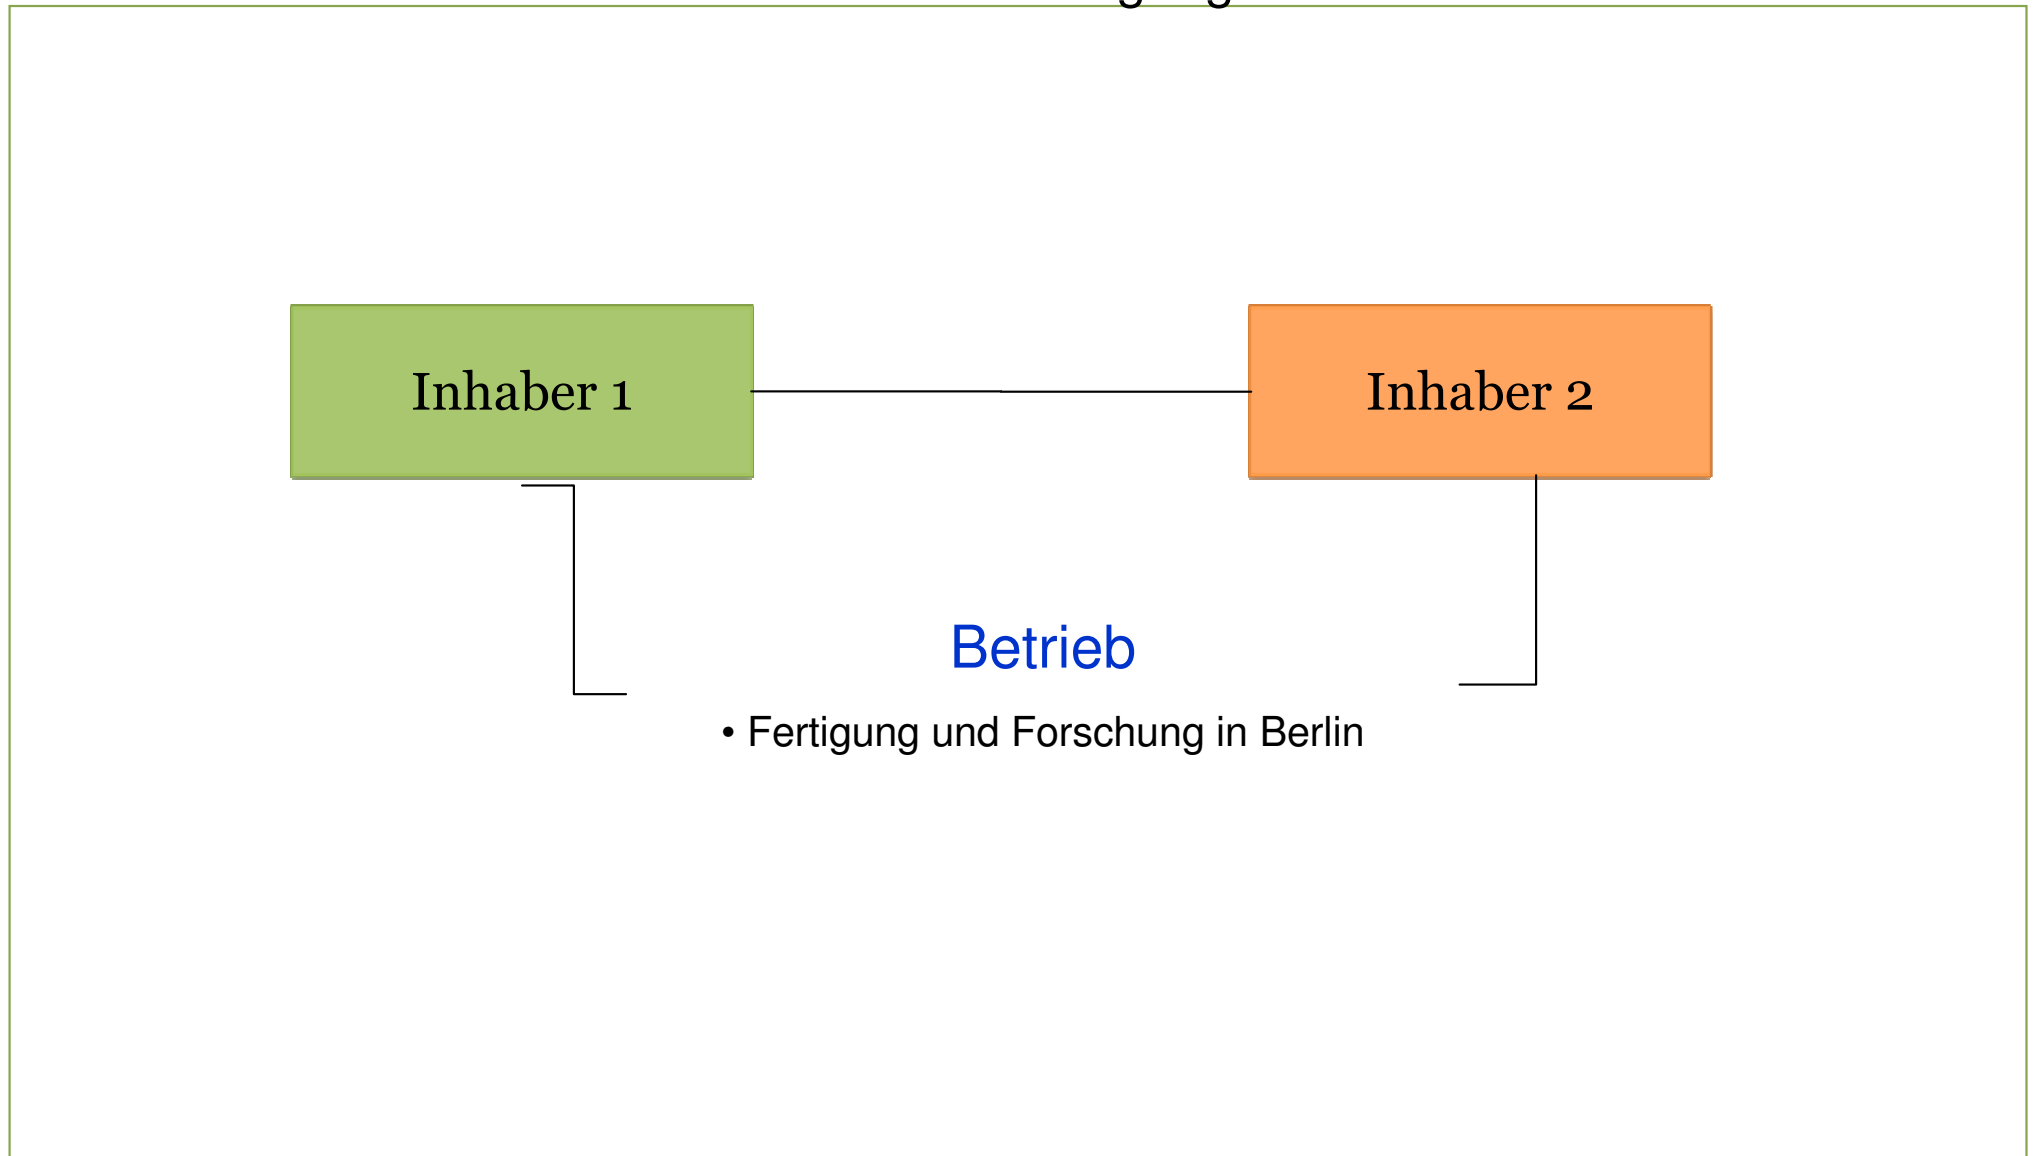 Inhaber 1
Inhaber 2
Betrieb
• Fertigung und Forschung in Berlin